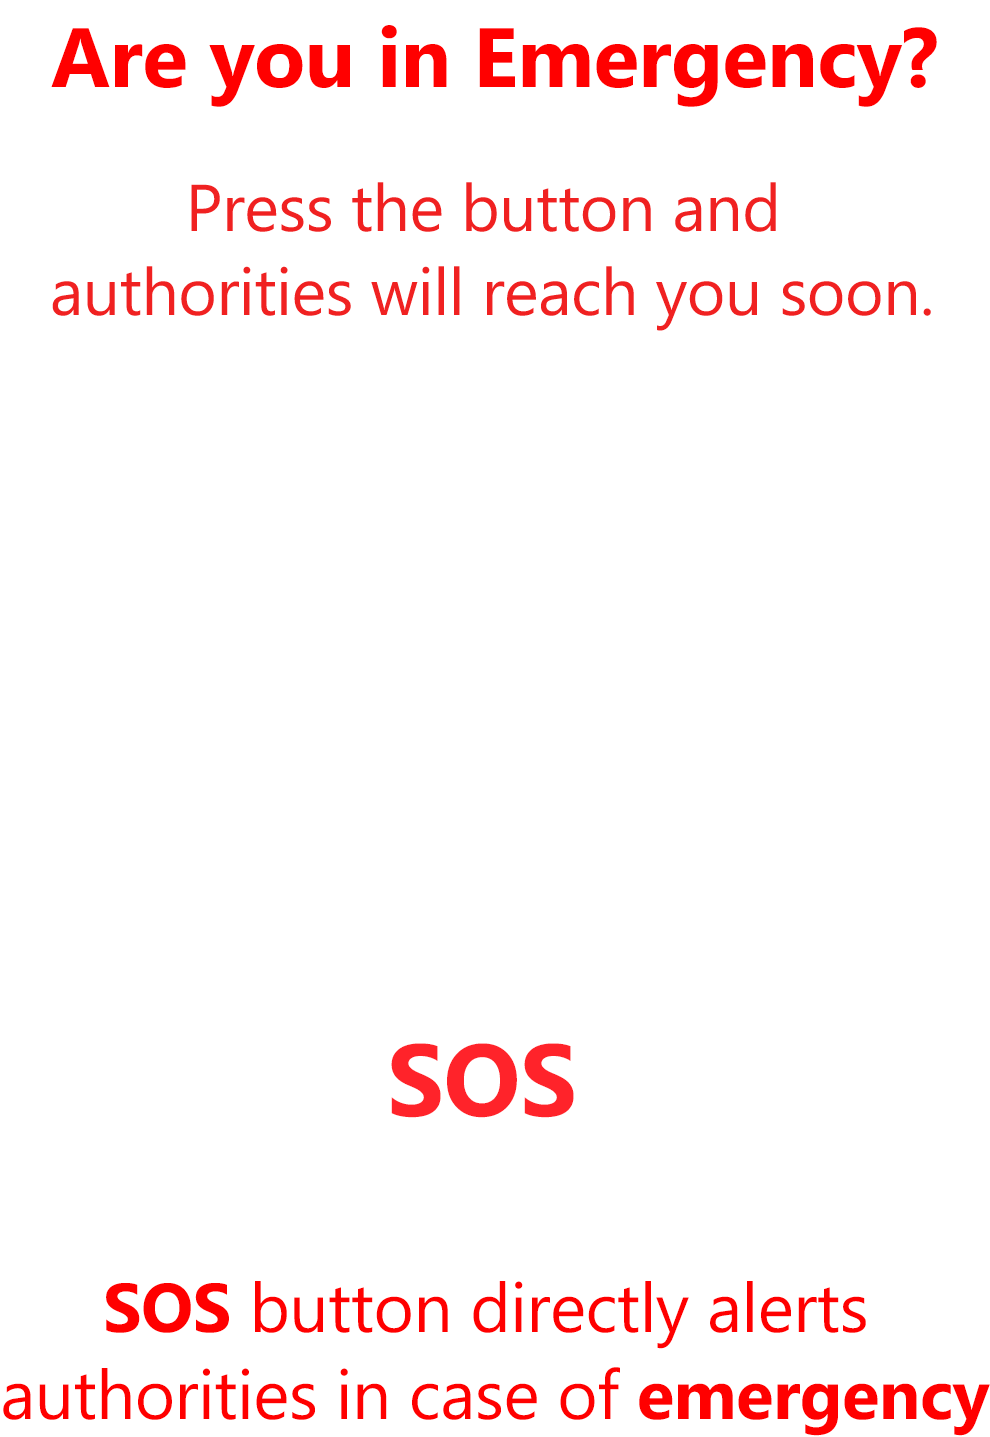 Are you in Emergency?
Press the button and
authorities will reach you soon.
SOS
SOS button directly alerts
authorities in case of emergency